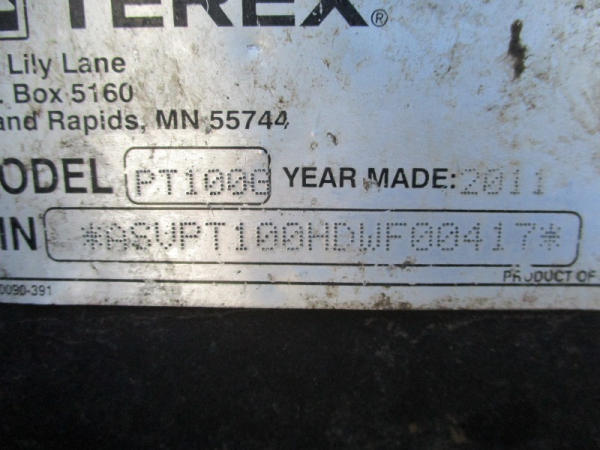 TEREX®
Lily Lane
. Box 5160
and Rapids, MN 55744
ODEL PT100G YEAR MADE: 2011
IN *ASVPT100HDWF00417*
PRODUCT OF
0090-391